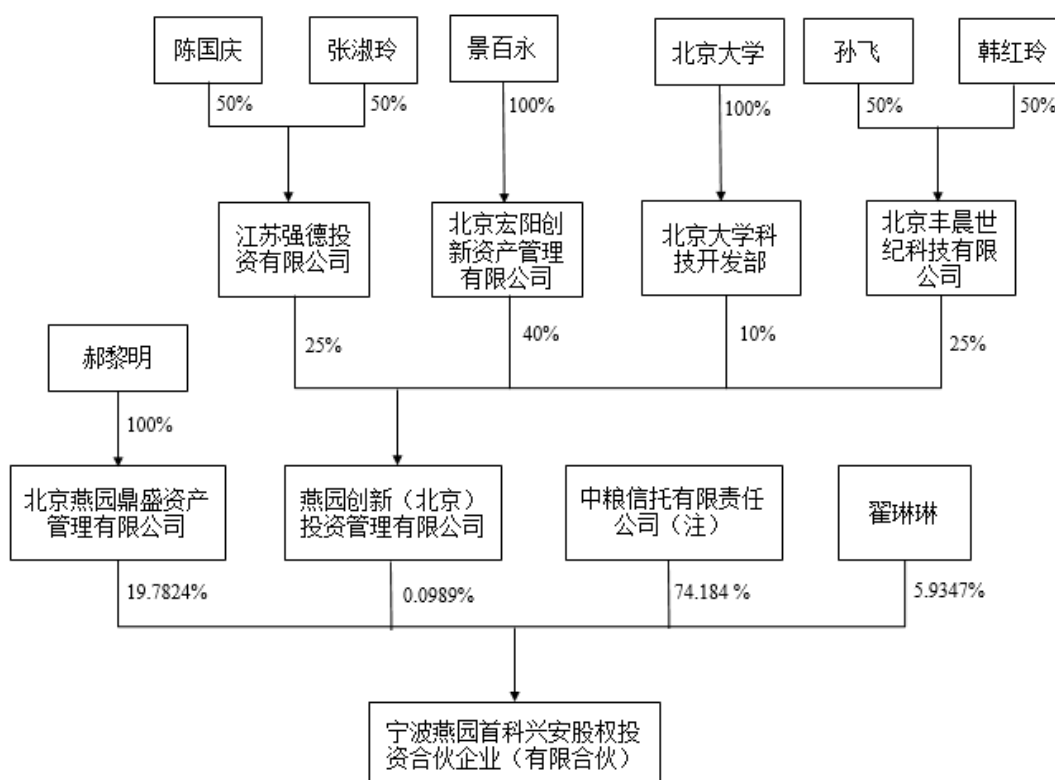 陈国庆
张淑玲
景百永
北京大学
孙飞
韩红玲
50%
50%
100%
100%
50%
50%
江苏强德投
资有限公司
北京宏阳创
新资产管理
有限公司
北京大学科
技开发部
北京丰晨世
纪科技有限
公司
25%
40%
10%
25%
郝黎明
100%
北京燕园鼎盛资产
管理有限公司
燕园创新（北京）
投资管理有限公司
中粮信托有限责任
公司（注）
翟琳琳
19.7824%
0.0989%
74.184 %
5.9347%
宁波燕园首科兴安股权投
资合伙企业（有限合伙）